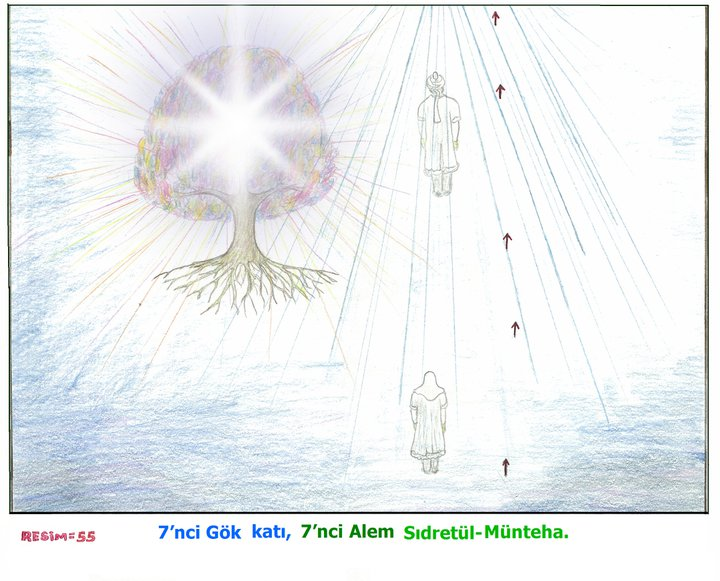 RESİM=55 7’nci Gök katı, 7’nci Alem Sıdretül-Münteha.